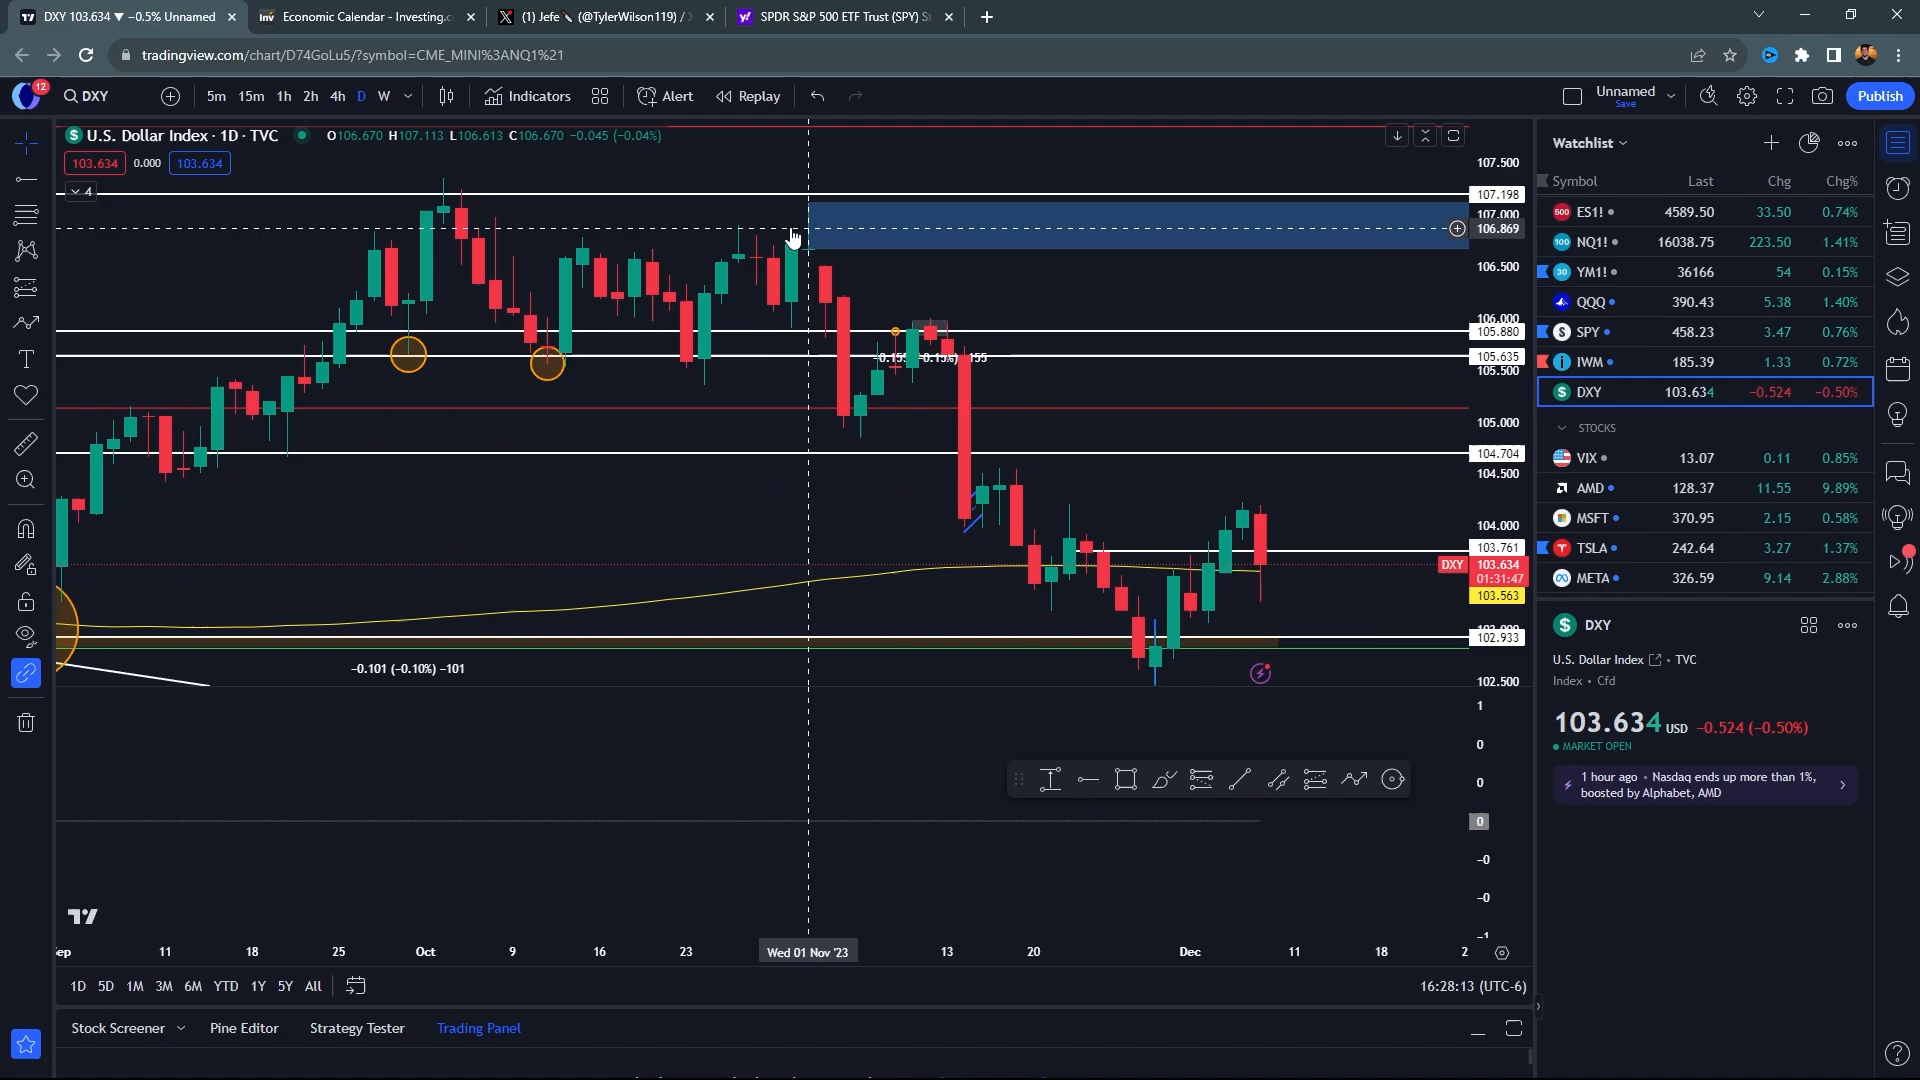 DXY 103.634 ▼ −0.5% Unnamed
Economic Calendar - Investing.c
(1) Jefe (@TylerWilson119) / X
SPDR S&P 500 ETF Trust (SPY) St
tradingview.com/chart/D74GoLu5/?symbol=CME_MINI%3ANQ1%21
12
DXY
5m 15m 1h 2h 4h D W
Indicators
Alert
Replay
Unnamed
Save
Publish
U.S. Dollar Index · 1D · TVC
O106.670 H107.113 L106.613 C106.670 −0.045 (−0.04%)
103.634 0.000 103.634
4
107.500
107.198
107.000
106.869
106.500
106.000
105.880
105.635
105.500
105.000
104.704
104.500
104.000
103.761
DXY 103.634
01:31:47
103.563
102.933
102.500
−0.101 (−0.10%) −101
1
0
0
0
−0
−0
−1
Sep 11 18 25 Oct 9 16 23 Wed 01 Nov '23 13 20 Dec 11 18 2
1D 5D 1M 3M 6M YTD 1Y 5Y All
16:28:13 (UTC-6)
Stock Screener Pine Editor Strategy Tester Trading Panel
Watchlist
Symbol Last Chg Chg%
500 ES1! 4589.50 33.50 0.74%
100 NQ1! 16038.75 223.50 1.41%
30 YM1! 36166 54 0.15%
QQQ 390.43 5.38 1.40%
SPY 458.23 3.47 0.76%
IWM 185.39 1.33 0.72%
DXY 103.634 −0.524 −0.50%
STOCKS
VIX 13.07 0.11 0.85%
AMD 128.37 11.55 9.89%
MSFT 370.95 2.15 0.58%
TSLA 242.64 3.27 1.37%
META 326.59 9.14 2.88%
DXY
U.S. Dollar Index • TVC
Index • Cfd
103.634 USD −0.524 (−0.50%)
MARKET OPEN
1 hour ago • Nasdaq ends up more than 1%,
boosted by Alphabet, AMD